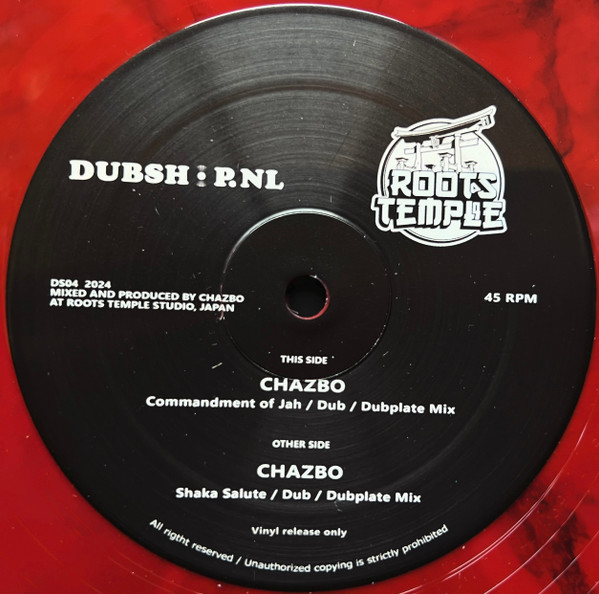 DUBSH P.NL
ROOTS
TEMPLE
DS04 2024
MIXED AND PRODUCED BY CHAZBO
AT ROOTS TEMPLE STUDIO, JAPAN
45 RPM
THIS SIDE
CHAZBO
Commandment of Jah / Dub / Dubplate Mix
OTHER SIDE
CHAZBO
Shaka Salute / Dub / Dubplate Mix
Vinyl release only
All rigtht reserved / Unauthorized copying is strictly prohibited